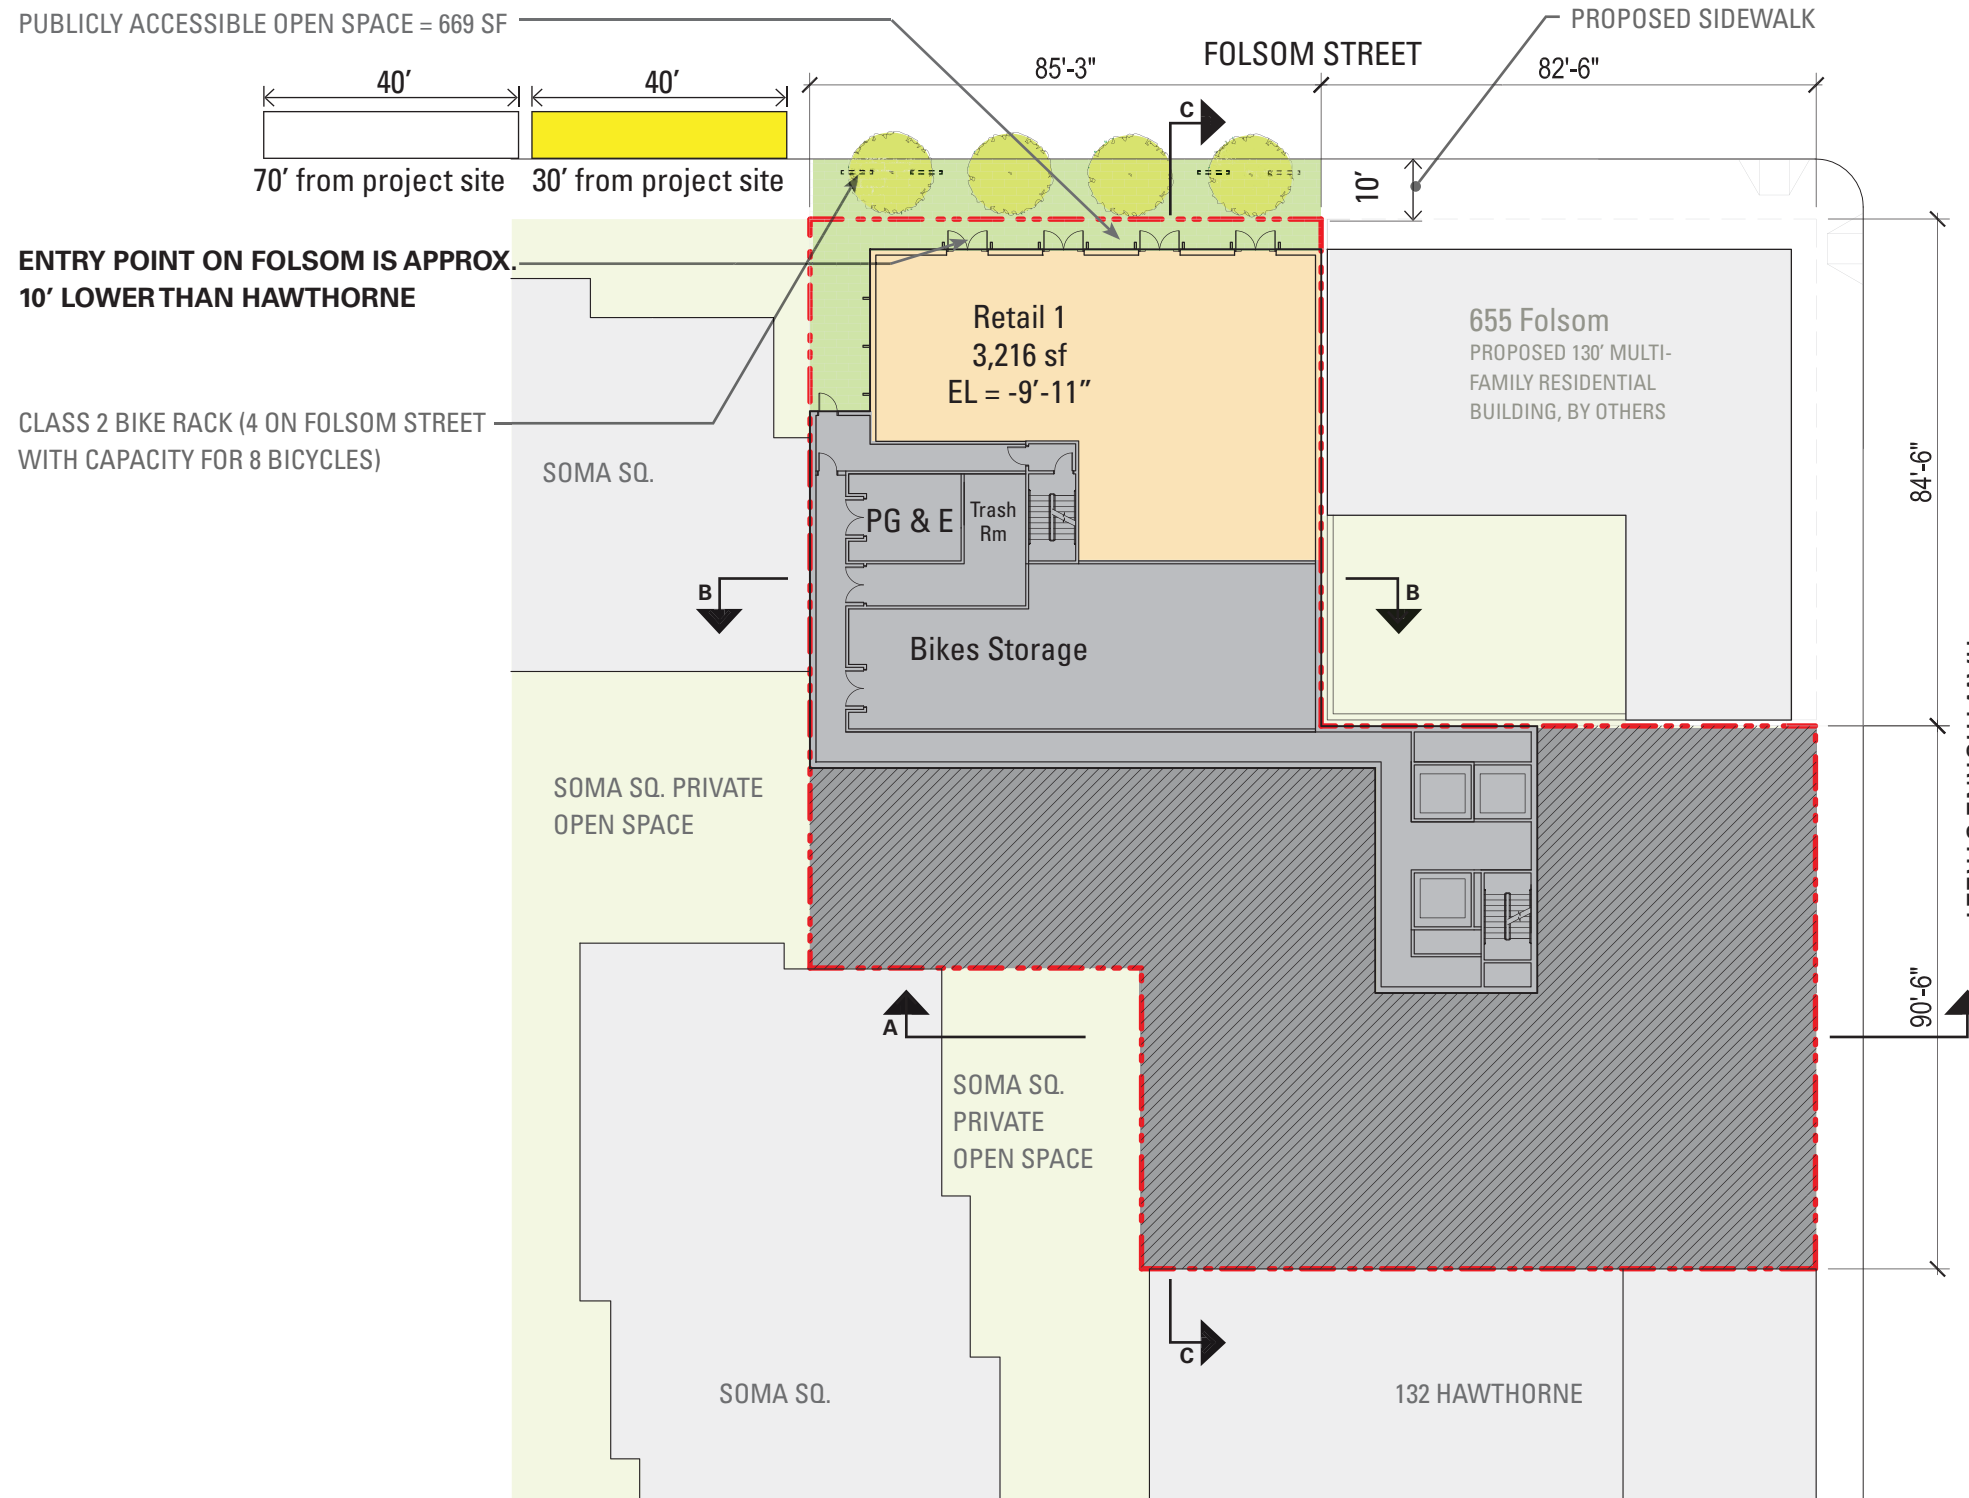 PUBLICLY ACCESSIBLE OPEN SPACE = 669 SF
PROPOSED SIDEWALK
FOLSOM STREET
85'-3"
82'-6"
40’
40’
70’ from project site
30’ from project site
C
10’
ENTRY POINT ON FOLSOM IS APPROX.
10’ LOWER THAN HAWTHORNE
Retail 1
3,216 sf
EL = -9’-11”
655 Folsom
PROPOSED 130’ MULTI-
FAMILY RESIDENTIAL
BUILDING, BY OTHERS
CLASS 2 BIKE RACK (4 ON FOLSOM STREET
WITH CAPACITY FOR 8 BICYCLES)
SOMA SQ.
84'-6"
PG & E
Trash
Rm
B
B
Bikes Storage
SOMA SQ. PRIVATE
OPEN SPACE
90'-6"
A
SOMA SQ.
PRIVATE
OPEN SPACE
C
SOMA SQ.
132 HAWTHORNE